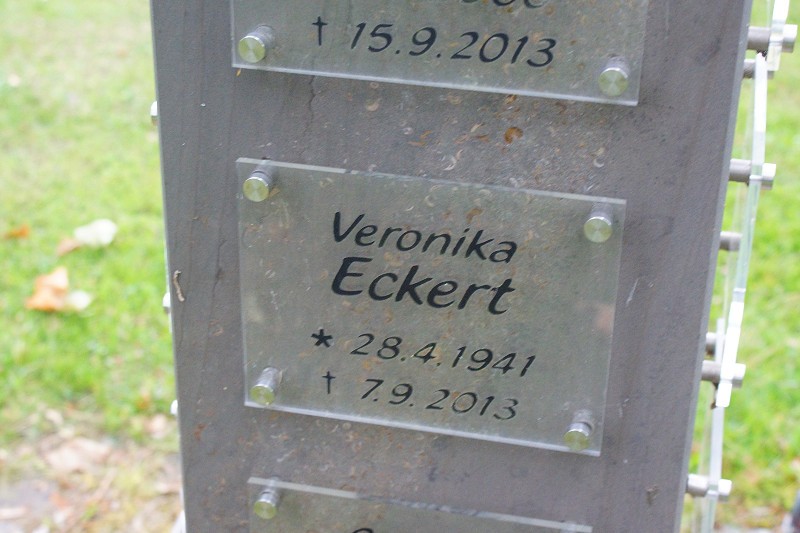 † 15.9.2013
Veronika
Eckert
* 28.4.1941
† 7.9.2013